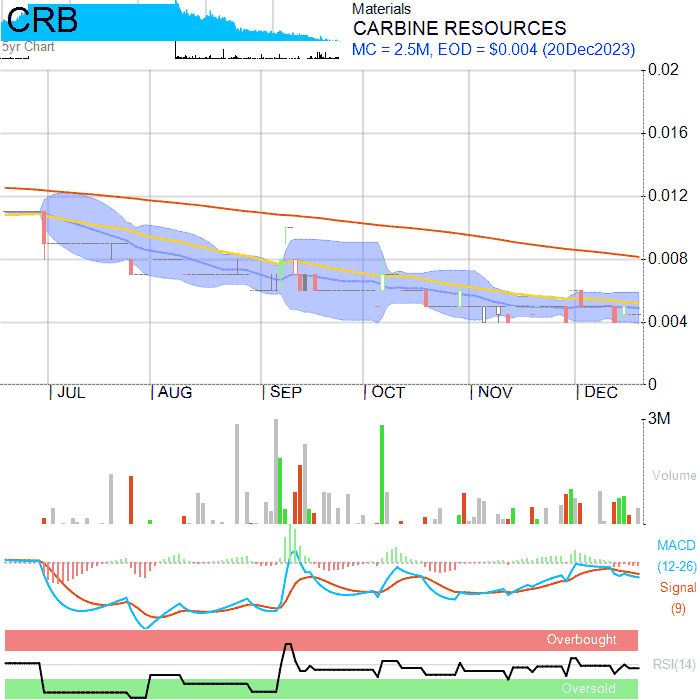 CRB
5yr Chart
Materials
CARBINE RESOURCES
MC = 2.5M, EOD = $0.004 (20Dec2023)
0.02
0.016
0.012
0.008
0.004
0
JUL
AUG
SEP
OCT
NOV
DEC
3M
Volume
MACD
(12-26)
Signal
(9)
Overbought
RSI(14)
Oversold